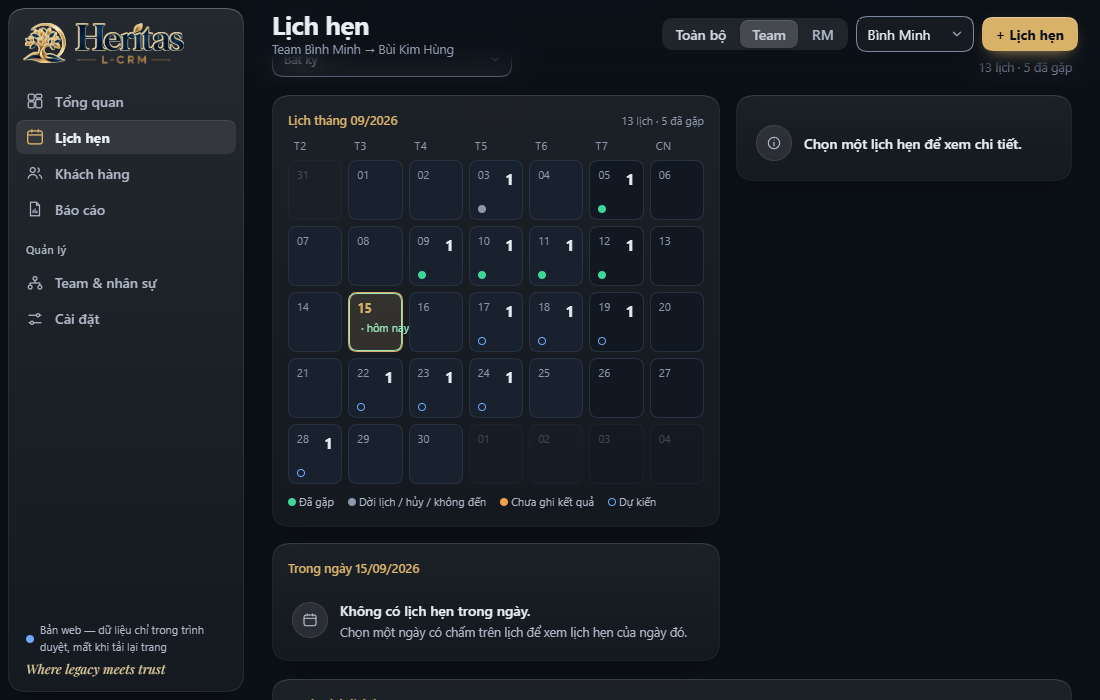 Heritas
L-CRM
Tổng quan
Lịch hẹn
Khách hàng
Báo cáo
Quản lý
Team & nhân sự
Cài đặt
Bản web — dữ liệu chỉ trong trình
duyệt, mất khi tải lại trang
Where legacy meets trust
Lịch hẹn
Team Bình Minh → Bùi Kim Hùng
Toàn bộ Team RM
Bình Minh
+ Lịch hẹn
Bất kỳ
13 lịch · 5 đã gặp
Lịch tháng 09/2026
13 lịch · 5 đã gặp
T2 T3 T4 T5 T6 T7 CN
31 01 02 03 1 04 05 1 06
07 08 09 1 10 1 11 1 12 1 13
14 15 16 17 1 18 1 19 1 20
· hôm nay
21 22 1 23 1 24 1 25 26 27
28 1 29 30 01 02 03 04
Đã gặp Dời lịch / hủy / không đến Chưa ghi kết quả Dự kiến
Chọn một lịch hẹn để xem chi tiết.
Trong ngày 15/09/2026
Không có lịch hẹn trong ngày.
Chọn một ngày có chấm trên lịch để xem lịch hẹn của ngày đó.